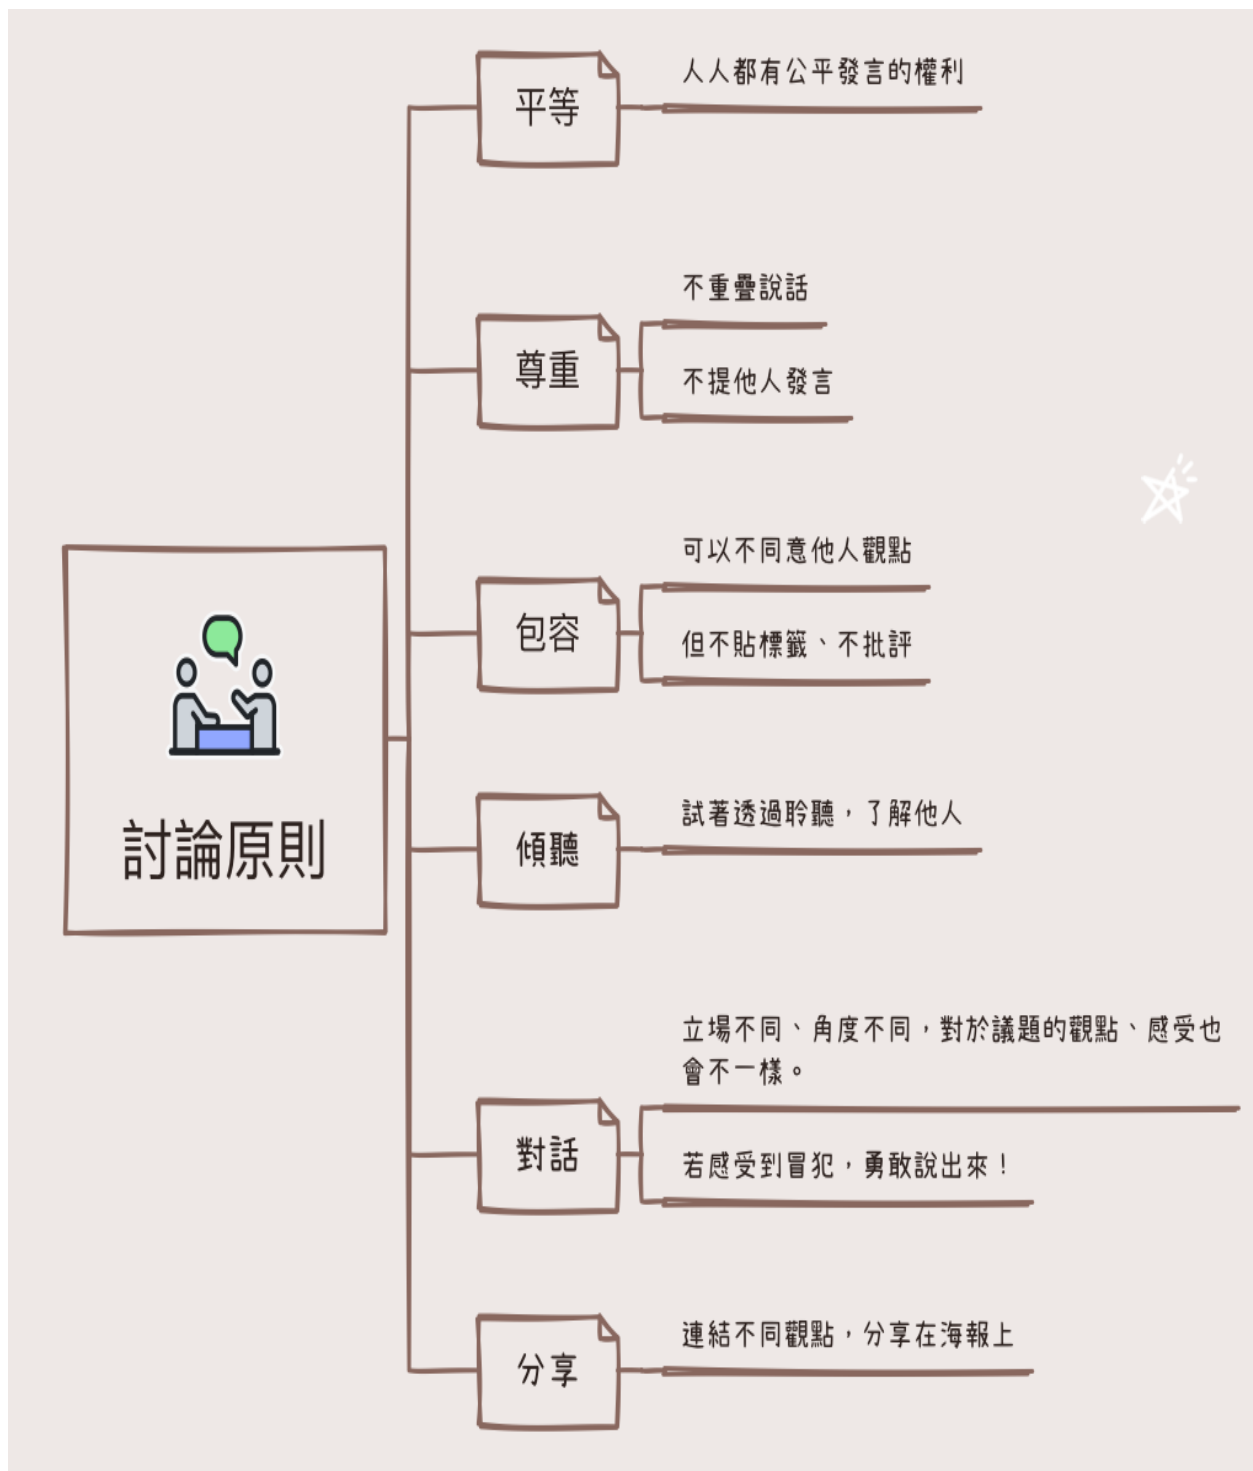 討論原則
平等
人人都有公平發言的權利
尊重
不重疊說話
不提他人發言
包容
可以不同意他人觀點
但不貼標籤、不批評
傾聽
試著透過聆聽，了解他人
對話
立場不同、角度不同，對於議題的觀點、感受也
會不一樣。
若感受到冒犯，勇敢說出來！
分享
連結不同觀點，分享在海報上